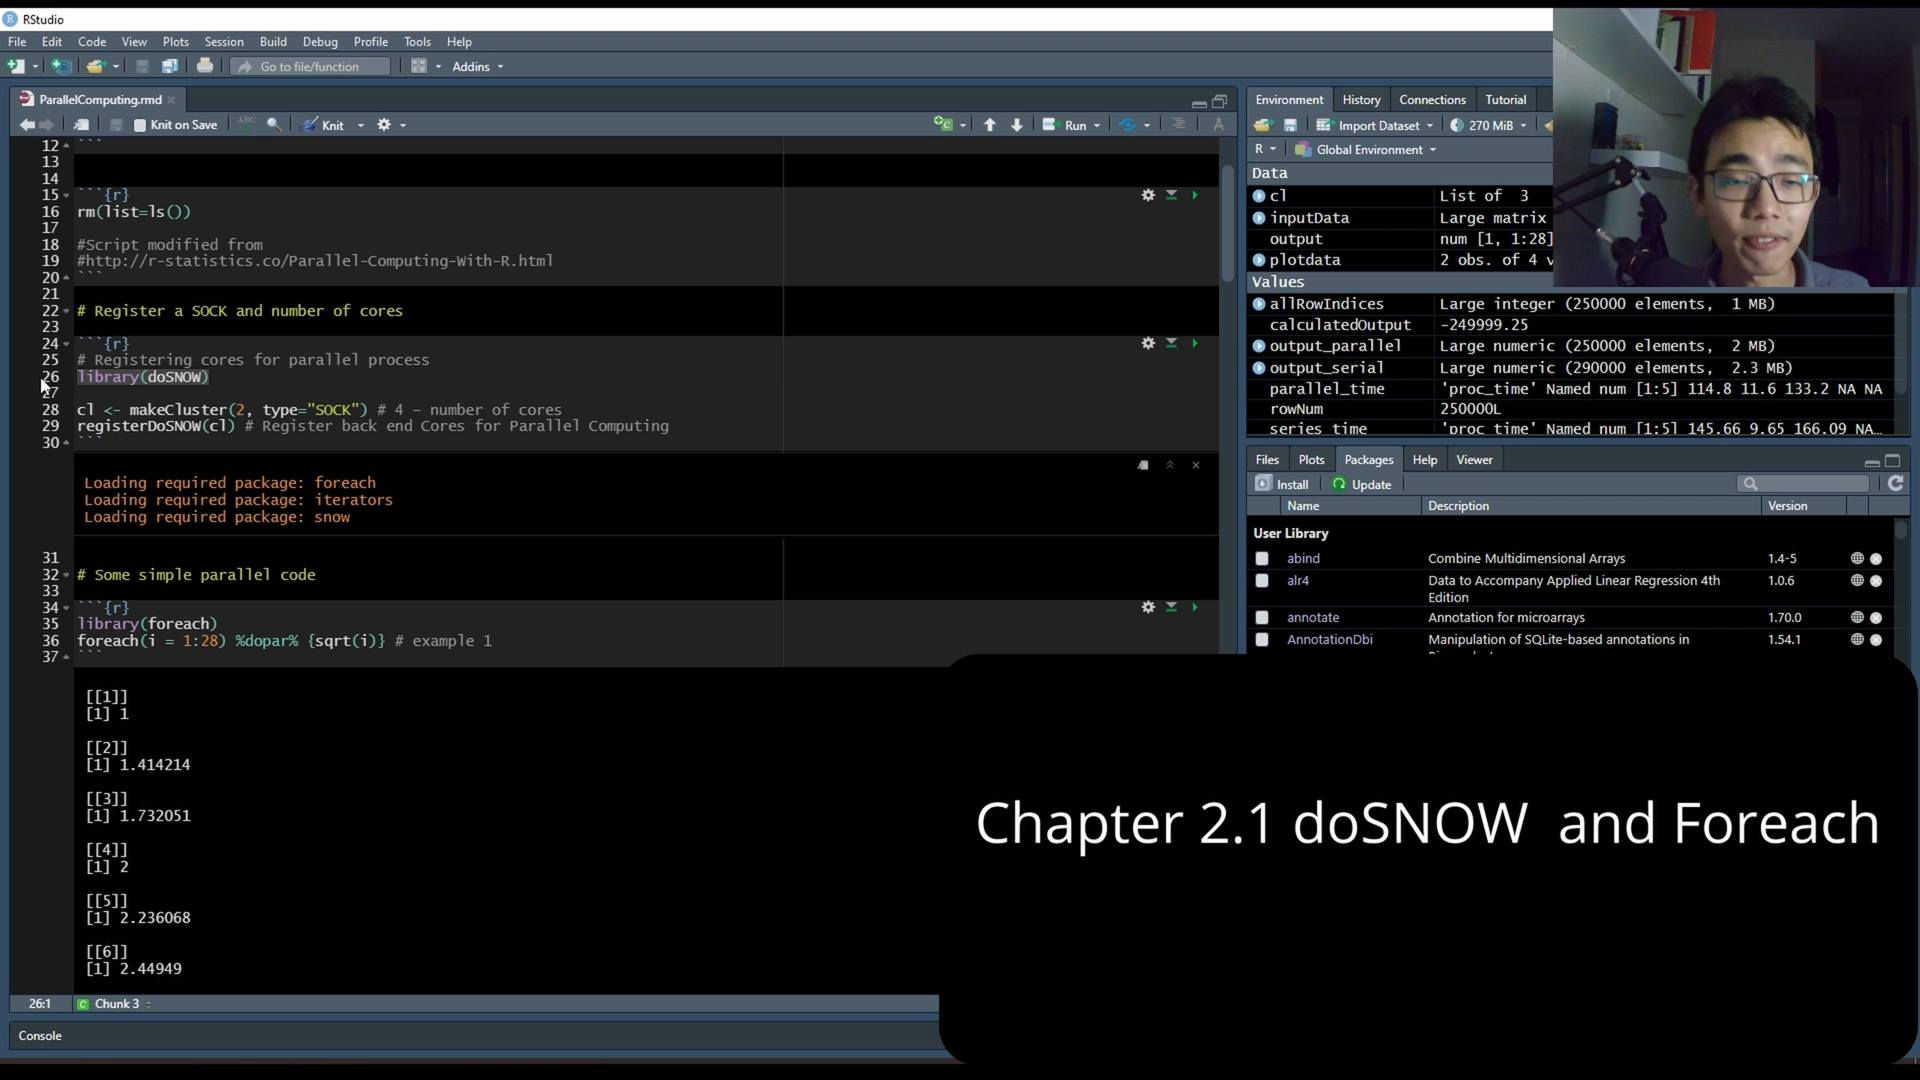 RStudio
File Edit Code View Plots Session Build Debug Profile Tools Help
Go to file/function Addins
ParallelComputing.rmd
Knit on Save ABC Knit Run
12 ```
13
14
15 ```{r}
16 rm(list=ls())
17
18 #Script modified from
19 #http://r-statistics.co/Parallel-Computing-With-R.html
20 ```
21
22 # Register a SOCK and number of cores
23
24 ```{r}
25 # Registering cores for parallel process
26 library(doSNOW)
27
28 cl <- makeCluster(2, type="SOCK") # 4 – number of cores
29 registerDoSNOW(cl) # Register back end Cores for Parallel Computing
30 ```
Loading required package: foreach
Loading required package: iterators
Loading required package: snow
31
32 # Some simple parallel code
33
34 ```{r}
35 library(foreach)
36 foreach(i = 1:28) %dopar% {sqrt(i)} # example 1
37 ```
[[1]]
[1] 1
[[2]]
[1] 1.414214
[[3]]
[1] 1.732051
[[4]]
[1] 2
[[5]]
[1] 2.236068
[[6]]
[1] 2.44949
26:1 Chunk 3
Console
Environment History Connections Tutorial
Import Dataset 270 MiB
R Global Environment
Data
cl List of 3
inputData Large matrix
output num [1, 1:28]
plotdata 2 obs. of 4 v
Values
allRowIndices Large integer (250000 elements, 1 MB)
calculatedOutput -249999.25
output_parallel Large numeric (250000 elements, 2 MB)
output_serial Large numeric (290000 elements, 2.3 MB)
parallel_time 'proc_time' Named num [1:5] 114.8 11.6 133.2 NA NA
rowNum 250000L
series_time 'proc_time' Named num [1:5] 145.66 9.65 166.09 NA…
Files Plots Packages Help Viewer
Install Update
Name Description Version
User Library
abind Combine Multidimensional Arrays 1.4-5
alr4 Data to Accompany Applied Linear Regression 4th Edition 1.0.6
annotate Annotation for microarrays 1.70.0
AnnotationDbi Manipulation of SQLite-based annotations in 1.54.1
Chapter 2.1 doSNOW and Foreach